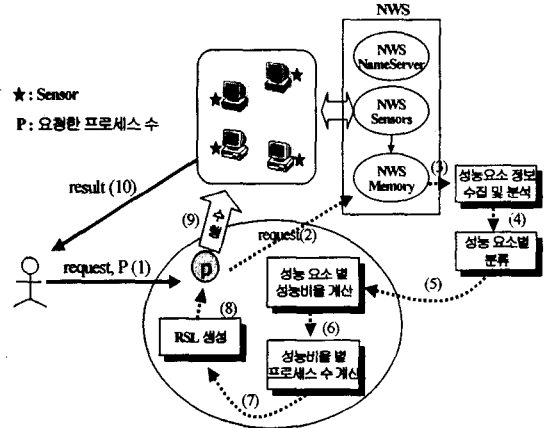 NWS
NWS
NameServer
NWS
Sensors
NWS
Memory
★: Sensor
P: 요청한 프로세스 수
result (10)
request, P (1)
(9)
수행
request(2)
p
(3)
성능요소 정보
수집 및 분석
(4)
성능 요소별
분류
(5)
성능 요소 별
성능비율 계산
(6)
성능비율 별
프로세스 수 계산
(7)
(8)
RSL 생성